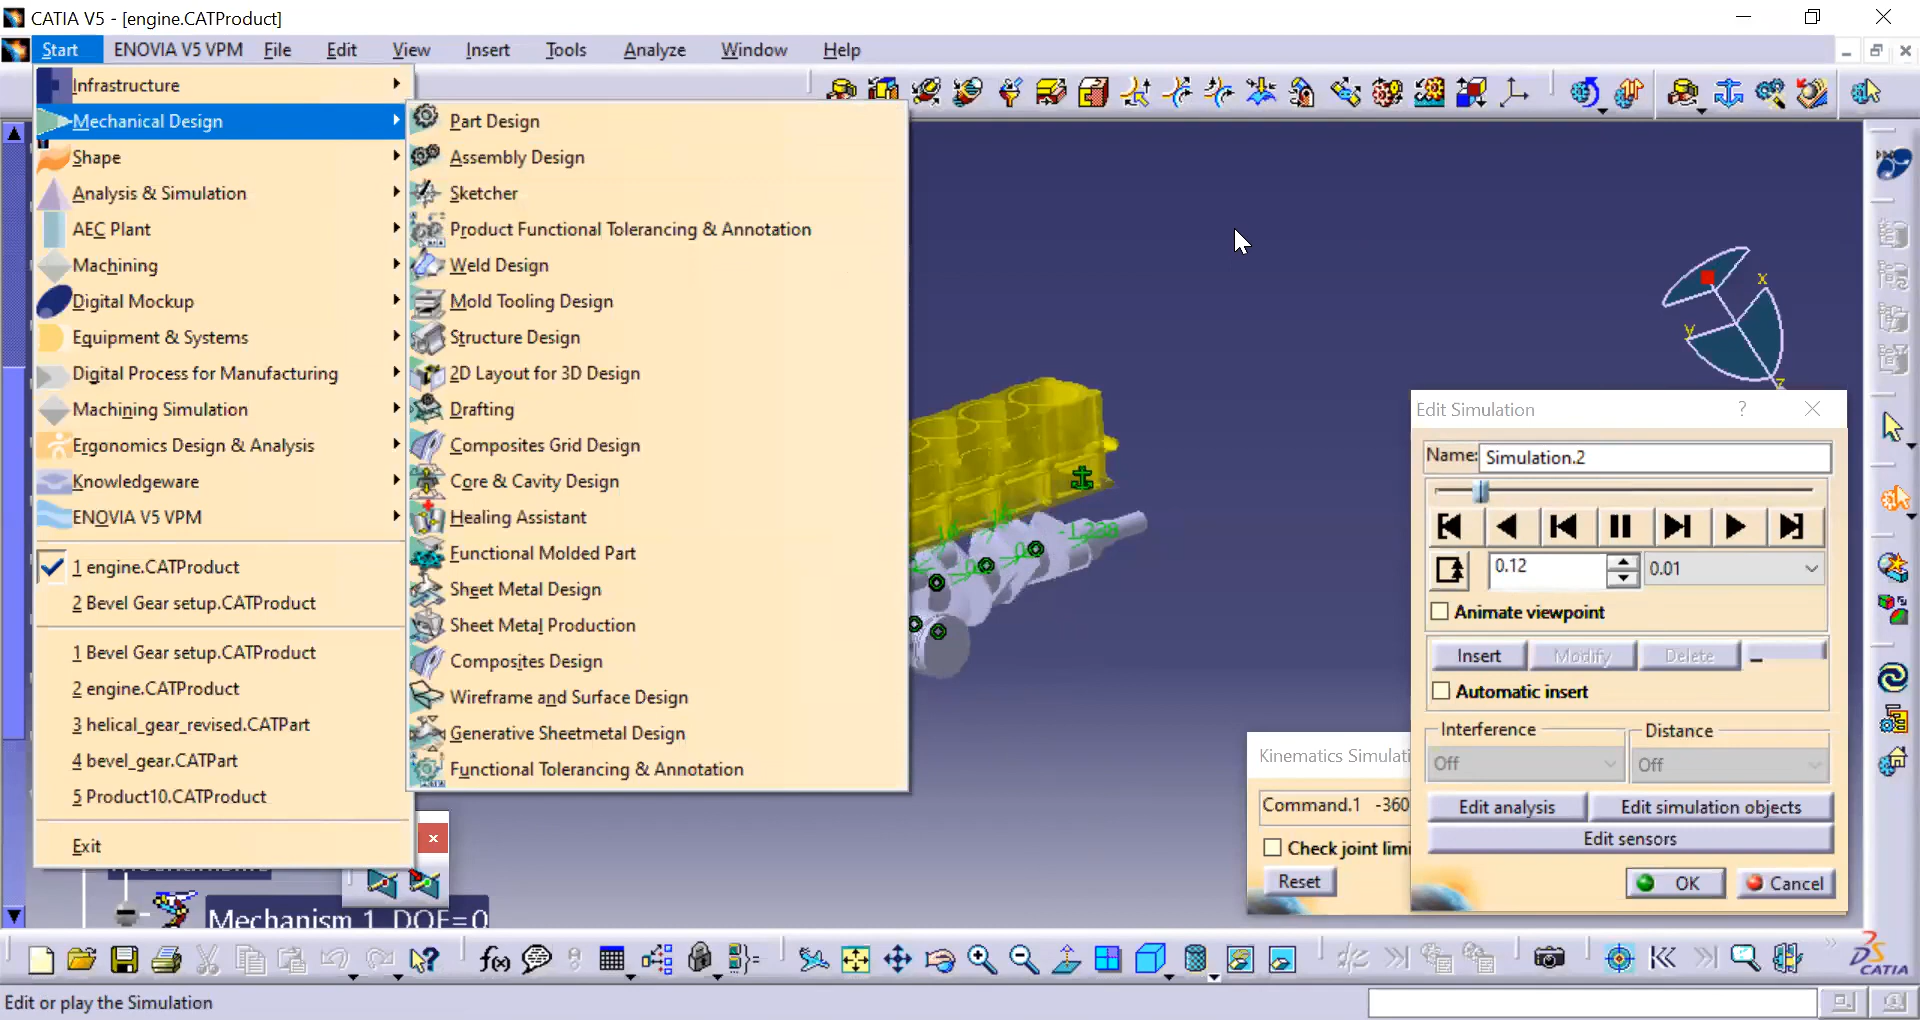 CATIA V5 - [engine.CATProduct]
Start ENOVIA V5 VPM File Edit View Insert Tools Analyze Window Help
Infrastructure
Mechanical Design
Shape
Analysis & Simulation
AEC Plant
Machining
Digital Mockup
Equipment & Systems
Digital Process for Manufacturing
Machining Simulation
Ergonomics Design & Analysis
Knowledgeware
ENOVIA V5 VPM
1 engine.CATProduct
2 Bevel Gear setup.CATProduct
1 Bevel Gear setup.CATProduct
2 engine.CATProduct
3 helical_gear_revised.CATPart
4 bevel_gear.CATPart
5 Product10.CATProduct
Exit
Part Design
Assembly Design
Sketcher
Product Functional Tolerancing & Annotation
Weld Design
Mold Tooling Design
Structure Design
2D Layout for 3D Design
Drafting
Composites Grid Design
Core & Cavity Design
Healing Assistant
Functional Molded Part
Sheet Metal Design
Sheet Metal Production
Composites Design
Wireframe and Surface Design
Generative Sheetmetal Design
Functional Tolerancing & Annotation
x
y
z
-1,238
Mechanism.1, DOF=0
Kinematics Simulati
Command.1 -360
Check joint limi
Reset
Edit Simulation
Name: Simulation.2
0.12 0.01
Animate viewpoint
Insert Modify Delete
Automatic insert
Interference Distance
Off Off
Edit analysis Edit simulation objects
Edit sensors
OK Cancel
f(x)
CATIA
Edit or play the Simulation